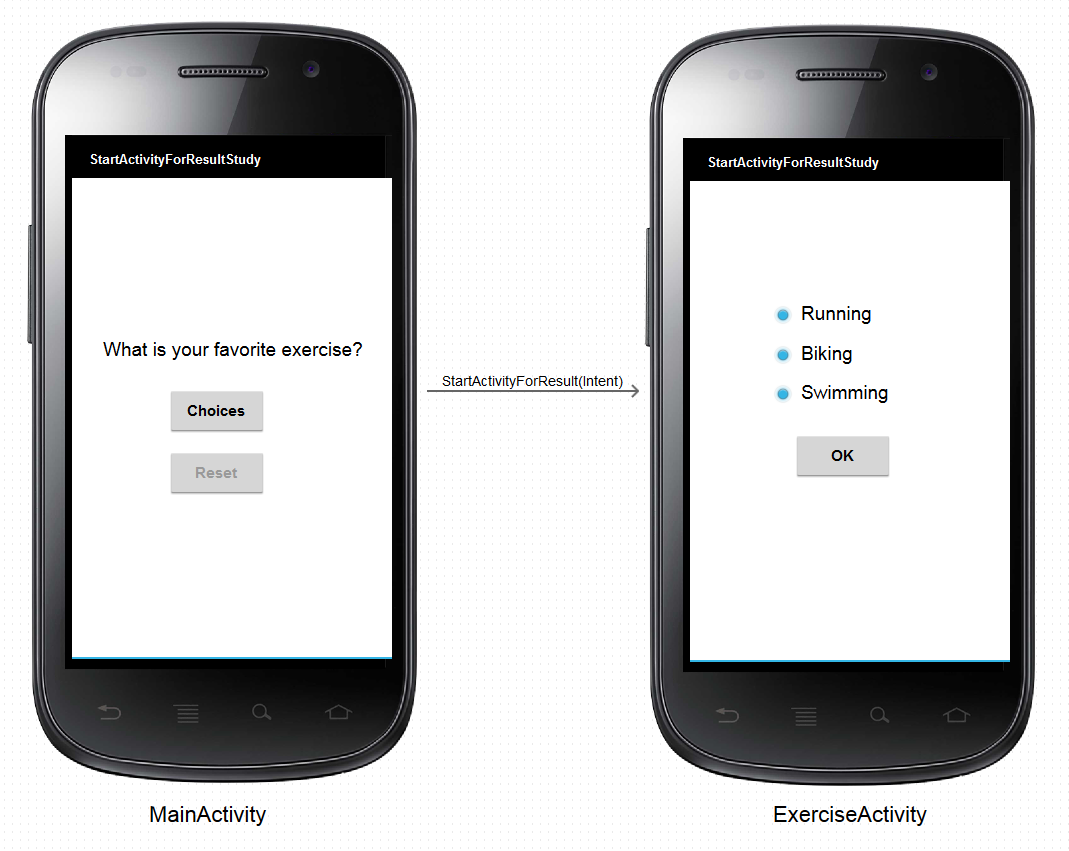 StartActivityForResultStudy
What is your favorite exercise?
Choices
Reset
MainActivity
StartActivityForResult(Intent)
StartActivityForResultStudy
Running
Biking
Swimming
OK
ExerciseActivity